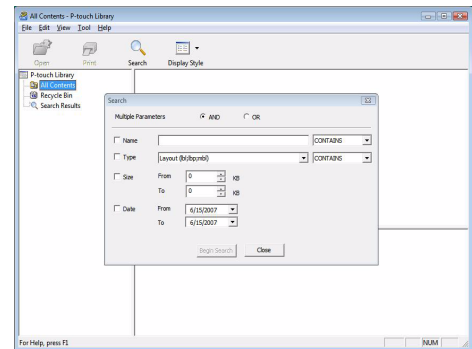 All Contents - P-touch Library
File Edit View Tool Help
Open Print Search Display Style
P-touch Library
All Contents
Recycle Bin
Search Results
Search
Multiple Parameters AND OR
Name CONTAINS
Type Layout (lbl;lbp;mbl) CONTAINS
Size From 0 KB
To 0 KB
Date From 6/15/2007
To 6/15/2007
Begin Search Close
For Help, press F1 NUM